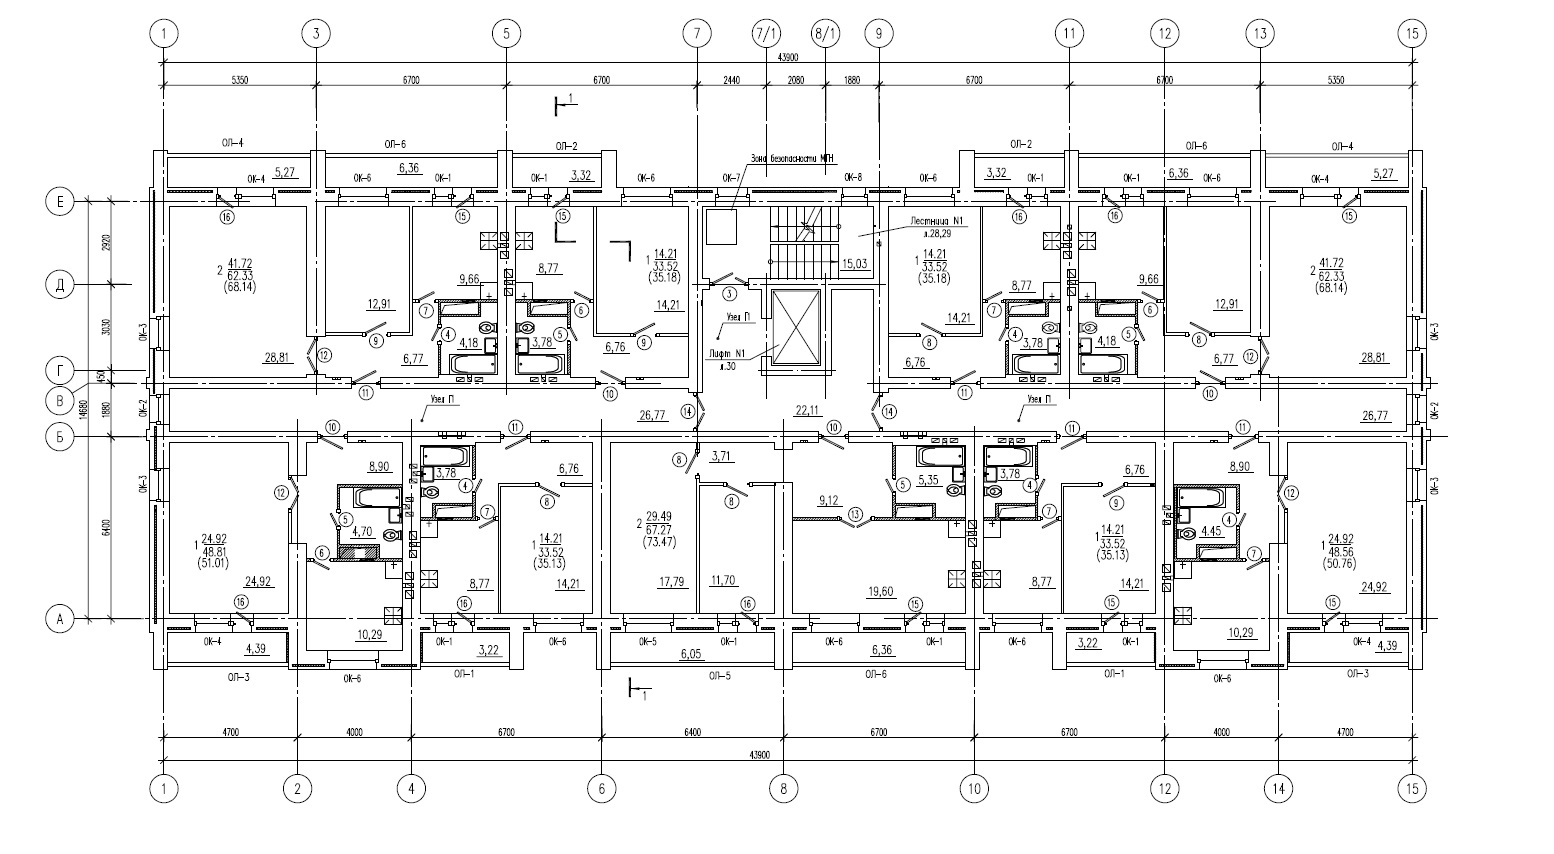 1 3 5 7 7/1 8/1 9 11 12 13 15
43900
5350 6700 6700 2440 2080 1880 6700 6700 5350
1
ОЛ-4 ОЛ-6 ОЛ-2 ОЛ-2 ОЛ-6 ОЛ-4
Зона безопасности МГН
5,27 6,36 3,32 3,32 6,36 5,27
ОК-4 ОК-6 ОК-1 ОК-1 ОК-6 ОК-7 ОК-8 ОК-6 ОК-1 ОК-1 ОК-6 ОК-4
Е
16 15 15 16 16 15
Лестница N1
л.28,29
2920
2 41.72
62.33
(68.14)
9,66 8,77
1 14.21
33.52
(35.18)
15,03
1 14.21
33.52
(35.18)
8,77 9,66
2 41.72
62.33
(68.14)
Д
12,91 14,21 14,21 12,91
3
7 7 6
Узел П
3030
ОК-3 ОК-3
9 4 5 9 8 4 5 8
4,18 3,78 6,76 3,78 4,18
12 12
Лифт N1
л.30
28,81 6,77 6,76 6,77 28,81
Г
450
11 10 11 10
В
14680
1880
ОК-2 ОК-2
Узел П Узел П
26,77 14 22,11 14 26,77
Б
10 11 10 11 11
ОК-3 ОК-3
8,90 3,78 6,76 8 3,71 5,35 3,78 6,76 8,90
12 4 8 8 5 4 9 12
5 7 9,12 13 7 4
4,70 4.45
6400
1 24.92
48.81
(51.01)
1 14.21
33.52
(35.13)
2 29.49
67.27
(73.47)
1 14.21
33.52
(35.13)
1 24.92
48.56
(50.76)
6 7
24,92 8,77 14,21 17,79 11,70 19,60 8,77 14,21 24,92
16 16 16 15 15 15
А
ОК-4 10,29 ОК-1 ОК-6 ОК-5 ОК-1 ОК-6 ОК-1 ОК-6 ОК-1 10,29 ОК-4
4,39 3,22 6,05 6,36 3,22 4,39
ОЛ-3 ОК-6 ОЛ-1 ОЛ-5 ОЛ-6 ОЛ-1 ОК-6 ОЛ-3
1
4700 4000 6700 6400 6700 6700 4000 4700
43900
1 2 4 6 8 10 12 14 15